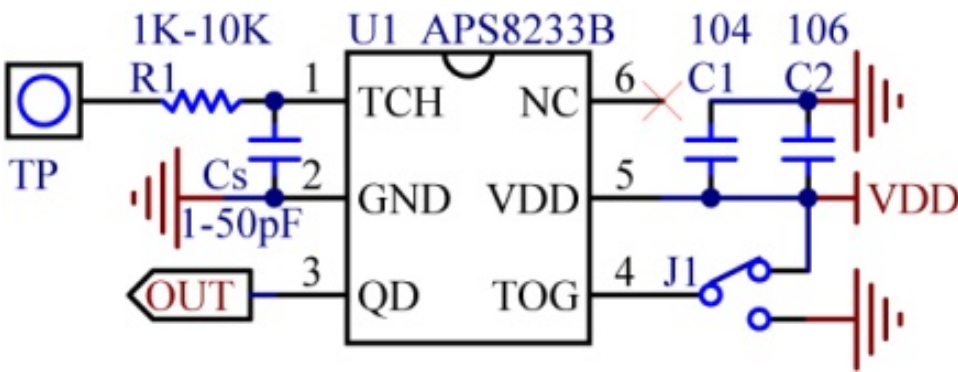 1K-10K U1 APS8233B 104 106
R1 1 6 C1 C2
TCH NC
TP Cs 2 5
GND VDD VDD
1-50pF
3 4 J1
OUT QD TOG